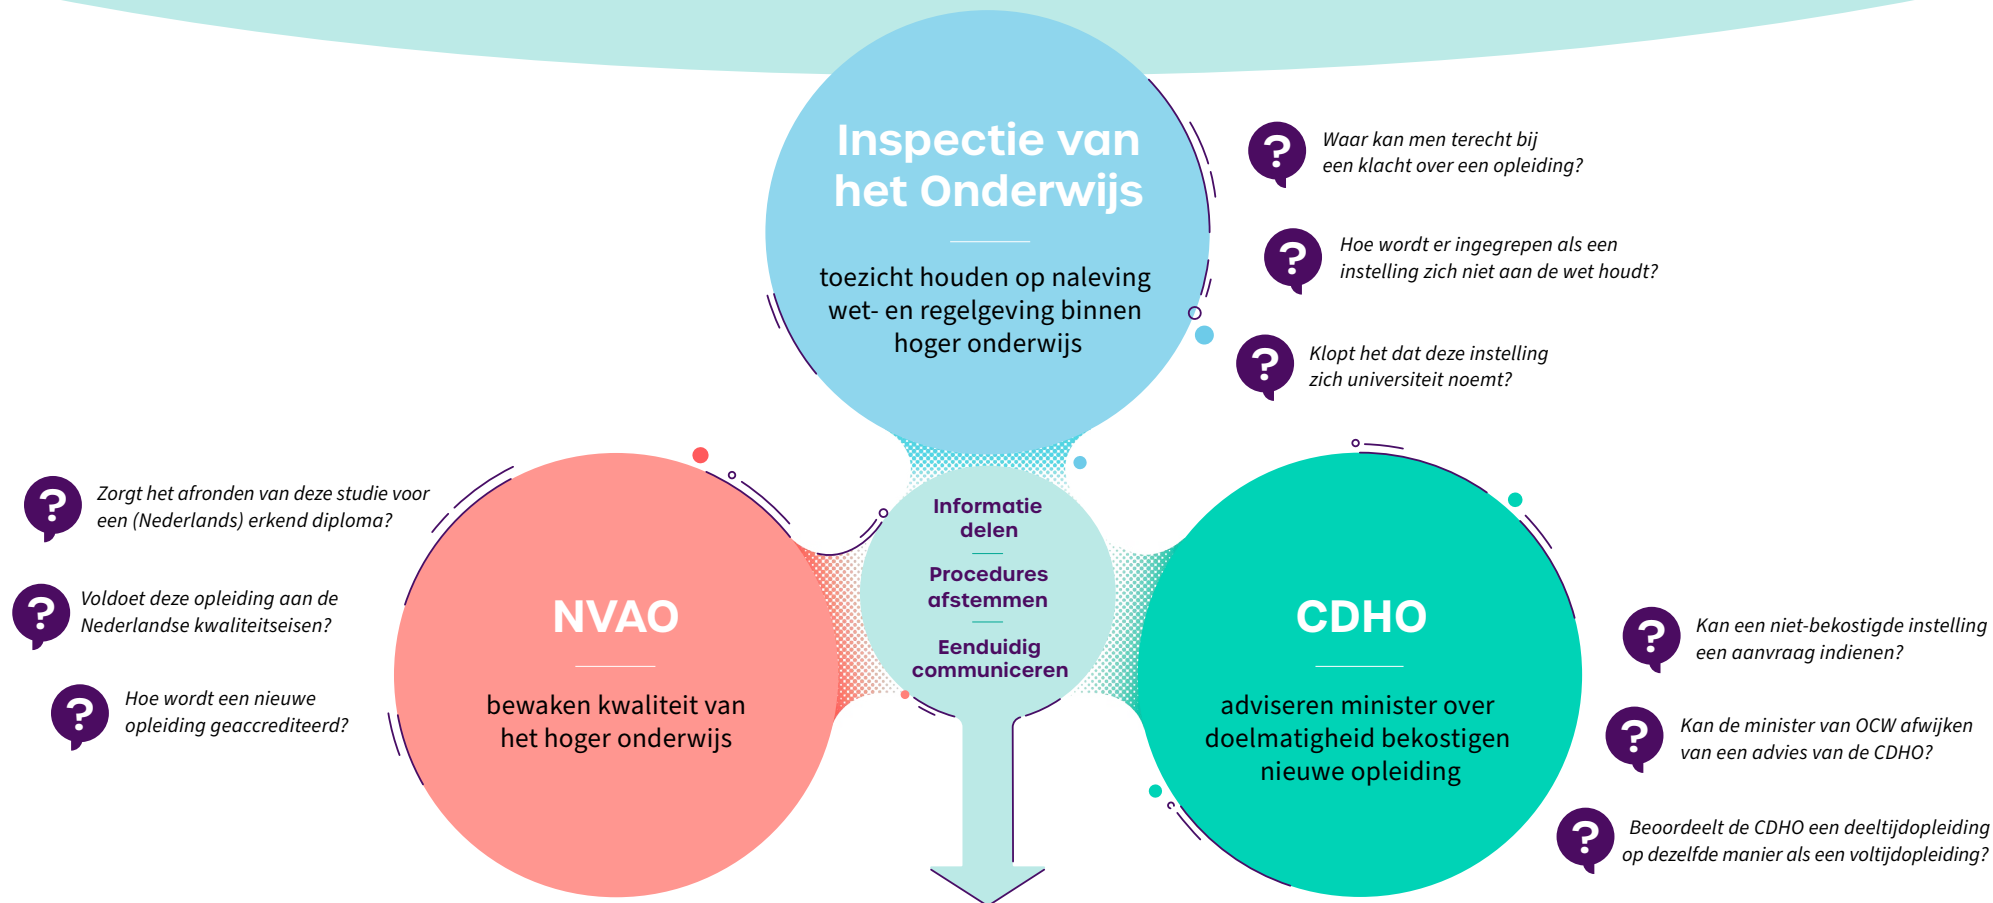 Inspectie van
het Onderwijs
toezicht houden op naleving
wet- en regelgeving binnen
hoger onderwijs
?
Waar kan men terecht bij
een klacht over een opleiding?
?
Hoe wordt er ingegrepen als een
instelling zich niet aan de wet houdt?
?
Klopt het dat deze instelling
zich universiteit noemt?
?
Zorgt het afronden van deze studie voor
een (Nederlands) erkend diploma?
?
Voldoet deze opleiding aan de
Nederlandse kwaliteitseisen?
?
Hoe wordt een nieuwe
opleiding geaccrediteerd?
NVAO
bewaken kwaliteit van
het hoger onderwijs
Informatie
delen
Procedures
afstemmen
Eenduidig
communiceren
CDHO
adviseren minister over
doelmatigheid bekostigen
nieuwe opleiding
?
Kan een niet-bekostigde instelling
een aanvraag indienen?
?
Kan de minister van OCW afwijken
van een advies van de CDHO?
?
Beoordeelt de CDHO een deeltijdopleiding
op dezelfde manier als een voltijdopleiding?